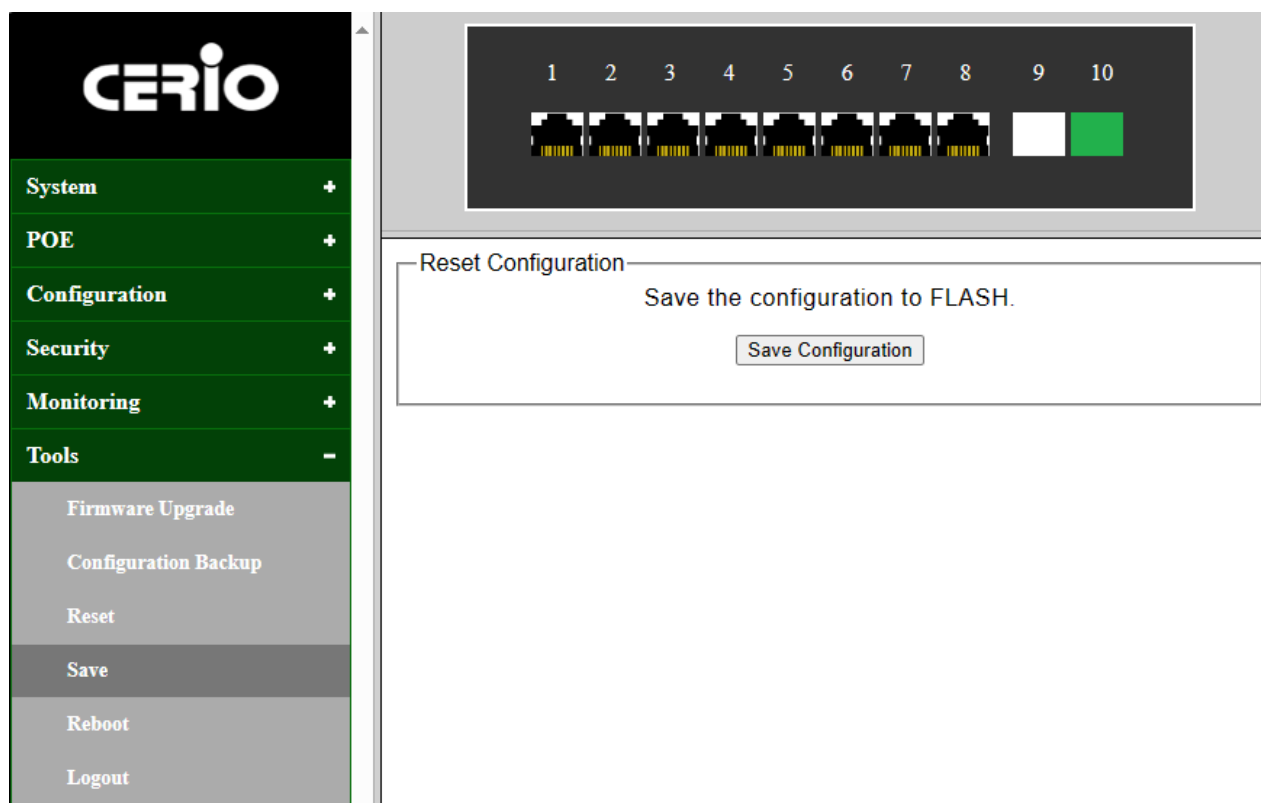 CERIO
1 2 3 4 5 6 7 8 9 10
System
POE
Configuration
Security
Monitoring
Tools
Firmware Upgrade
Configuration Backup
Reset
Save
Reboot
Logout
Reset Configuration
Save the configuration to FLASH.
Save Configuration